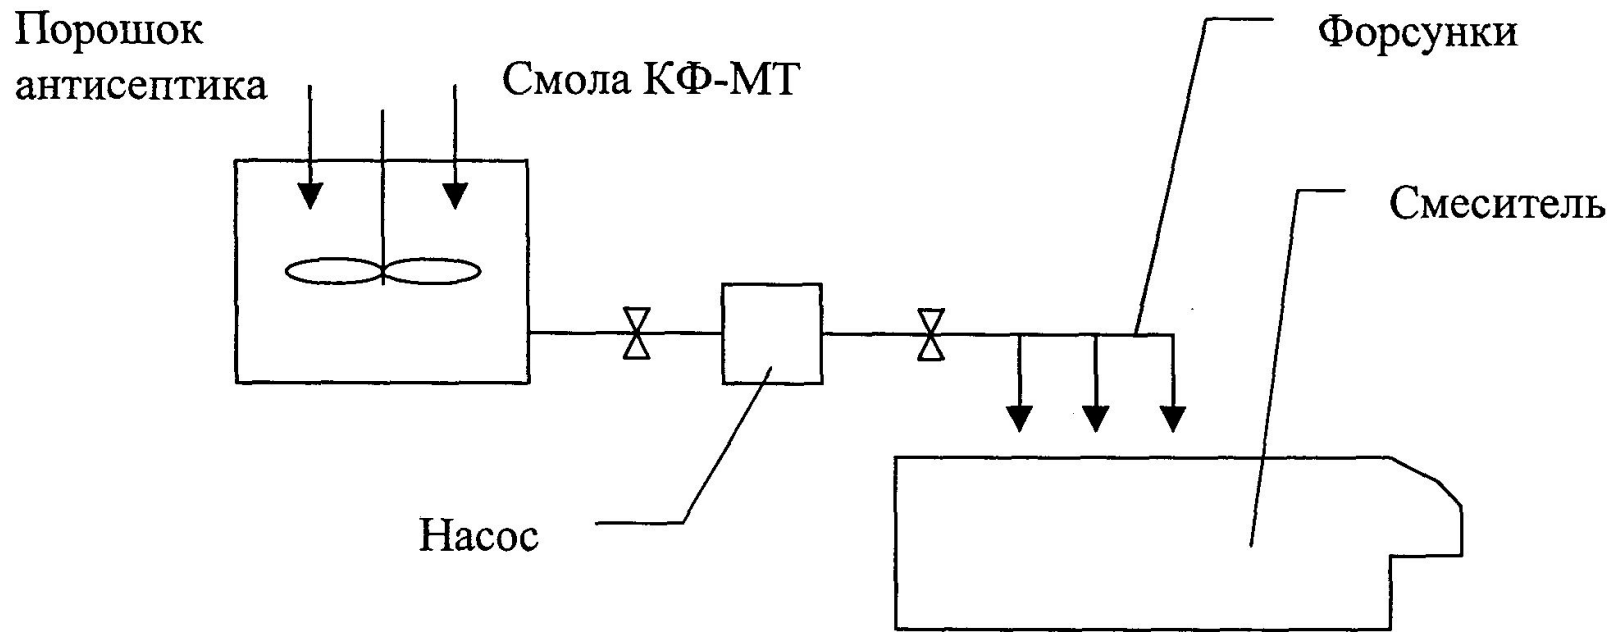 Порошок
антисептика
Смола КФ-МТ
Форсунки
Смеситель
Насос